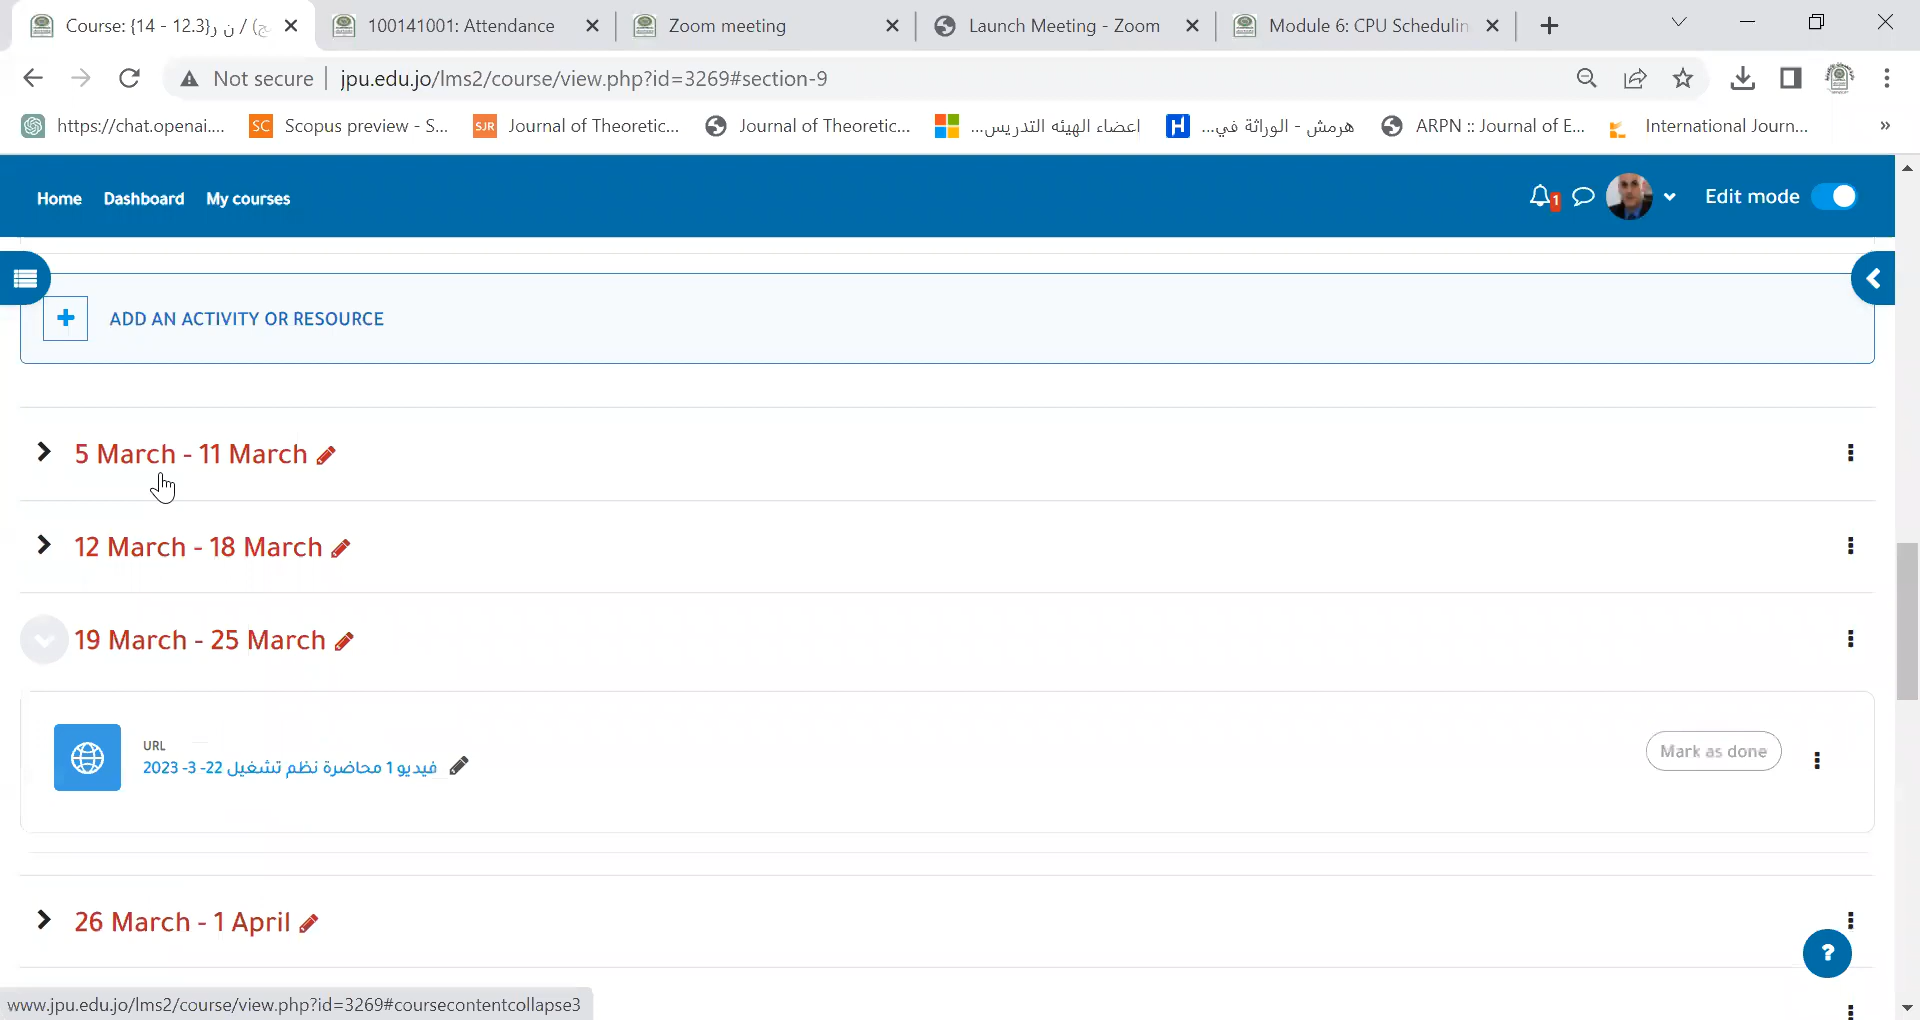 Course: {14 - 12.3} ن ر / (ج
100141001: Attendance
Zoom meeting
Launch Meeting - Zoom
Module 6: CPU Schedulin
Not secure
jpu.edu.jo/lms2/course/view.php?id=3269#section-9
https://chat.openai....
SC
Scopus preview - S...
SJR
Journal of Theoretic...
Journal of Theoretic...
اعضاء الهيئه التدريس...
H
هرمش - الوراثة في...
ARPN :: Journal of E...
International Journ...
»
Home
Dashboard
My courses
1
Edit mode
ADD AN ACTIVITY OR RESOURCE
5 March - 11 March
12 March - 18 March
19 March - 25 March
URL
فيديو 1 محاضرة نظم تشغيل 22- 3- 2023
Mark as done
26 March - 1 April
?
www.jpu.edu.jo/lms2/course/view.php?id=3269#coursecontentcollapse3